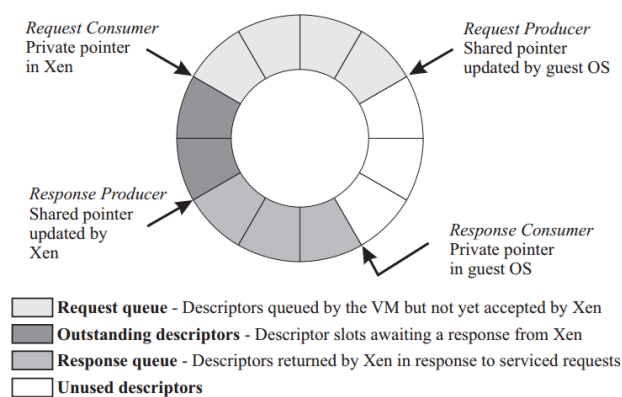 Request Consumer
Private pointer
in Xen
Request Producer
Shared pointer
updated by guest OS
Response Producer
Shared pointer
updated by
Xen
Response Consumer
Private pointer
in guest OS
Request queue - Descriptors queued by the VM but not yet accepted by Xen
Outstanding descriptors - Descriptor slots awaiting a response from Xen
Response queue - Descriptors returned by Xen in response to serviced requests
Unused descriptors